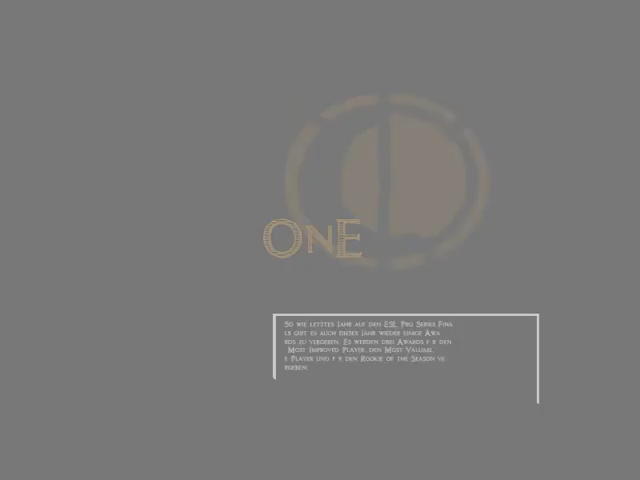 OnE
So wie letztes Jahr auf den ESL Pro Series Fina
ls gibt es auch dieses Jahr wieder einige Awa
rds zu vergeben. Es werden drei Awards f r den
Most Improved Player, den Most Valuabl
e Player und f r den Rookie of the Season ve
rgeben.